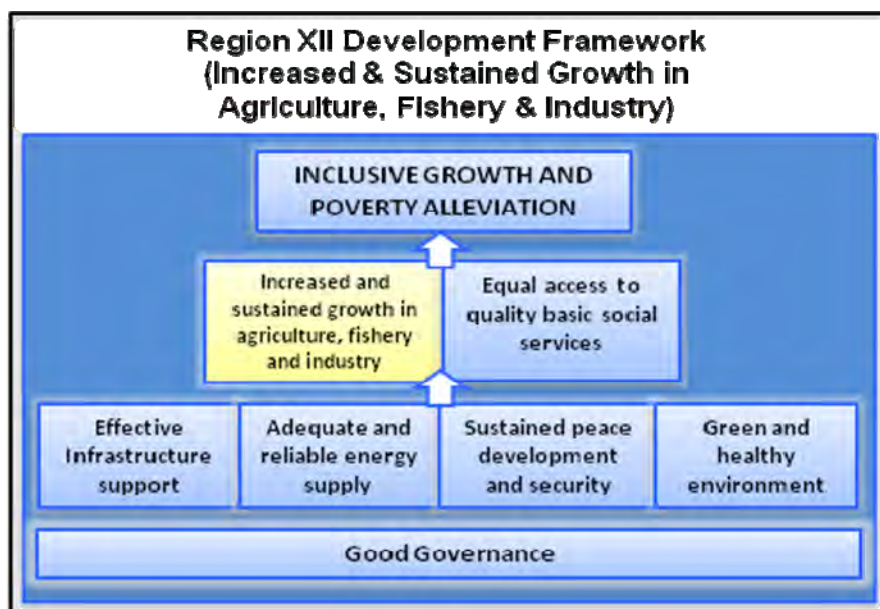 Region XII Development Framework
(Increased & Sustained Growth in
Agriculture, Fishery & Industry)
INCLUSIVE GROWTH AND
POVERTY ALLEVIATION
Increased and
sustained growth in
agriculture, fishery
and industry
Equal access to
quality basic social
services
Effective
Infrastructure
support
Adequate and
reliable energy
supply
Sustained peace
development
and security
Green and
healthy
environment
Good Governance